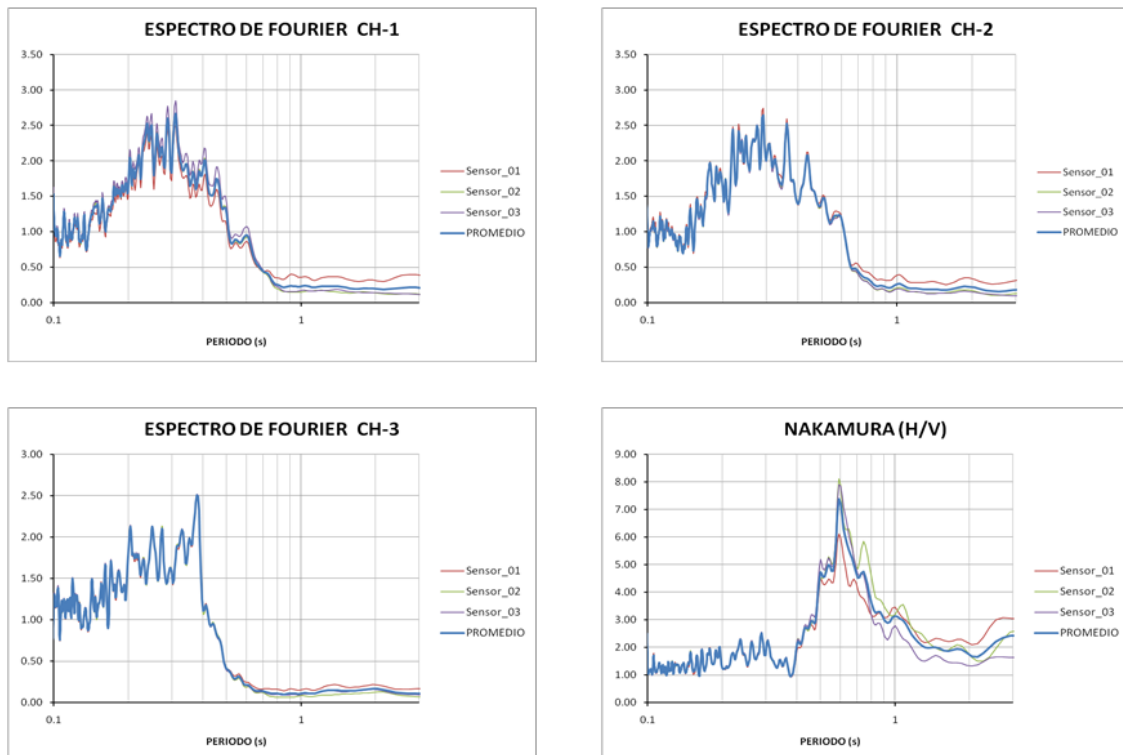 ESPECTRO DE FOURIER CH-1
3.50
3.00
2.50
2.00
1.50
1.00
0.50
0.00
0.1
1
PERIODO (s)
Sensor_01
Sensor_02
Sensor_03
PROMEDIO
ESPECTRO DE FOURIER CH-2
3.50
3.00
2.50
2.00
1.50
1.00
0.50
0.00
0.1
1
PERIODO (s)
Sensor_01
Sensor_02
Sensor_03
PROMEDIO
ESPECTRO DE FOURIER CH-3
3.00
2.50
2.00
1.50
1.00
0.50
0.00
0.1
1
PERIODO (s)
Sensor_01
Sensor_02
Sensor_03
PROMEDIO
NAKAMURA (H/V)
9.00
8.00
7.00
6.00
5.00
4.00
3.00
2.00
1.00
0.00
0.1
1
PERIODO (s)
Sensor_01
Sensor_02
Sensor_03
PROMEDIO